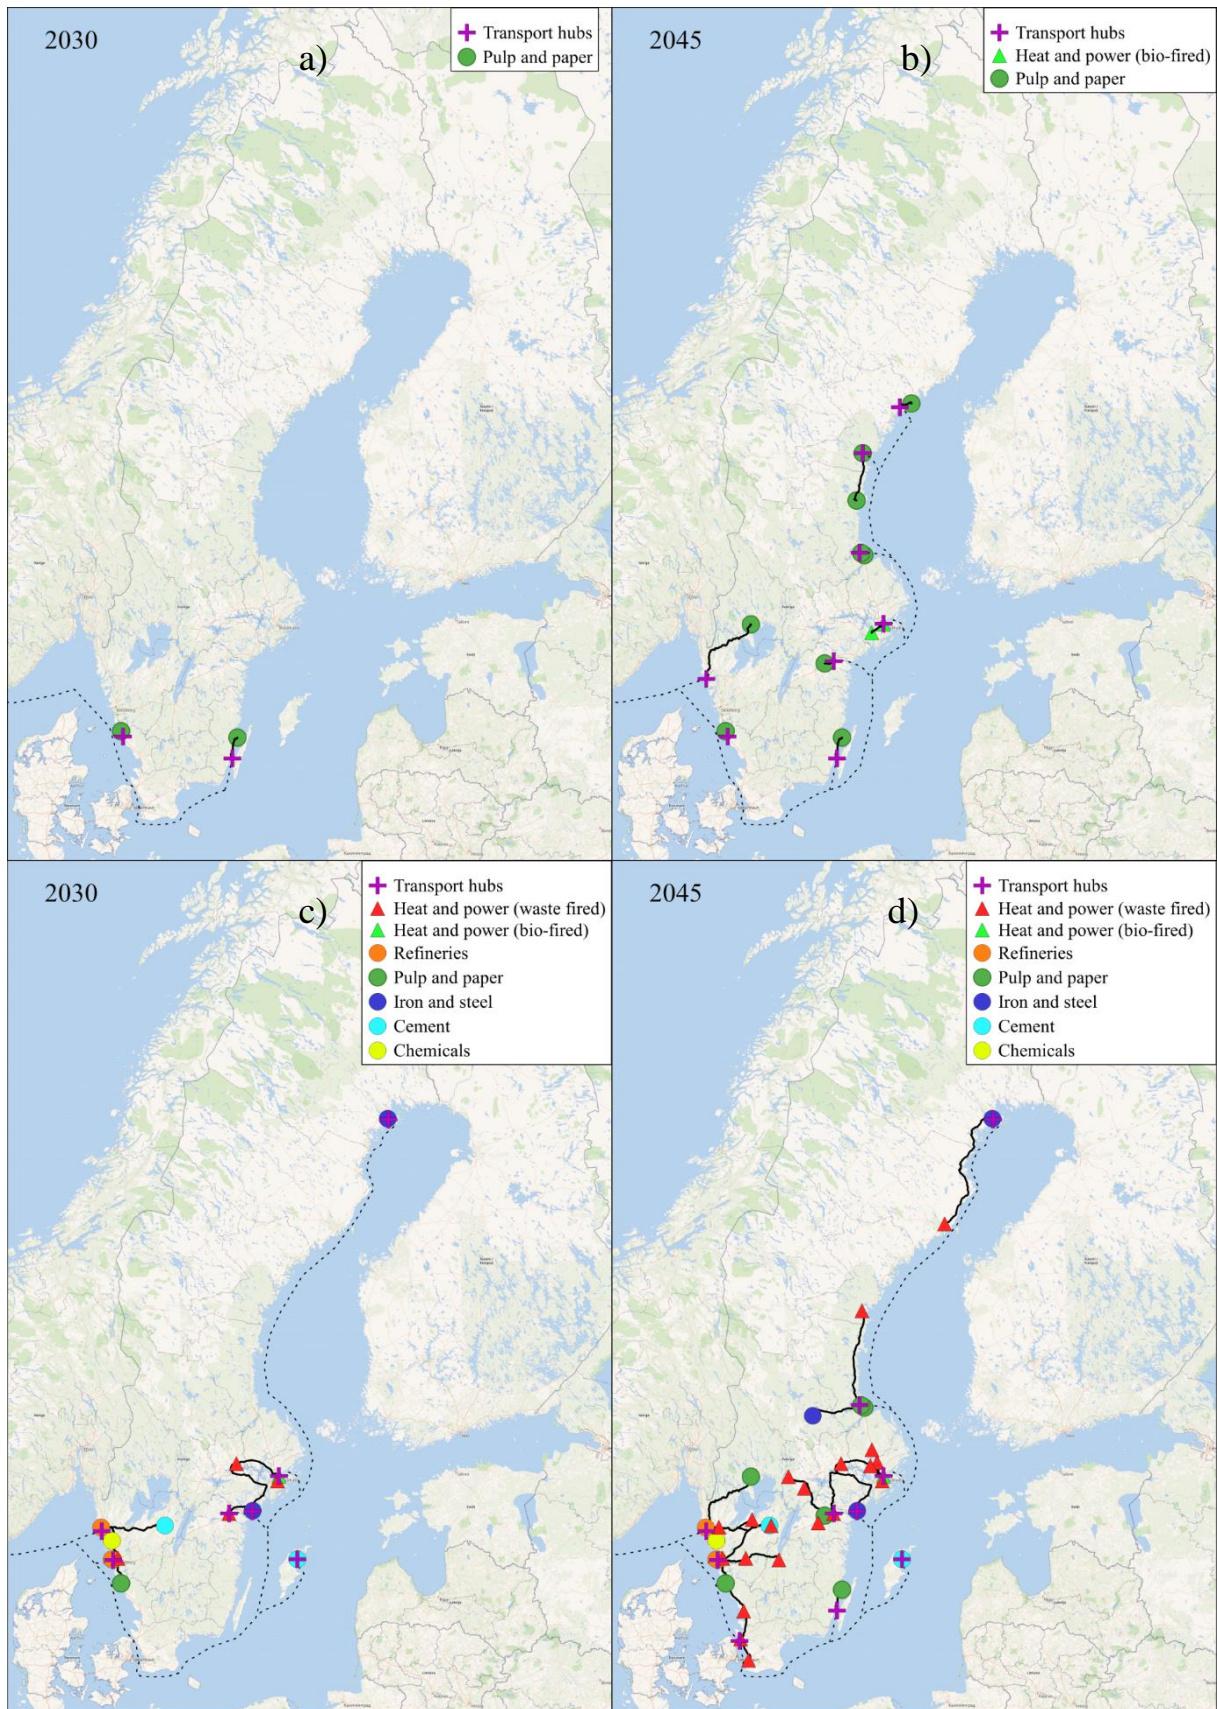 2030
a)
Transport hubs
Pulp and paper
2045
b)
Transport hubs
Heat and power (bio-fired)
Pulp and paper
2030
c)
Transport hubs
Heat and power (waste fired)
Heat and power (bio-fired)
Refineries
Pulp and paper
Iron and steel
Cement
Chemicals
2045
d)
Transport hubs
Heat and power (waste fired)
Heat and power (bio-fired)
Refineries
Pulp and paper
Iron and steel
Cement
Chemicals